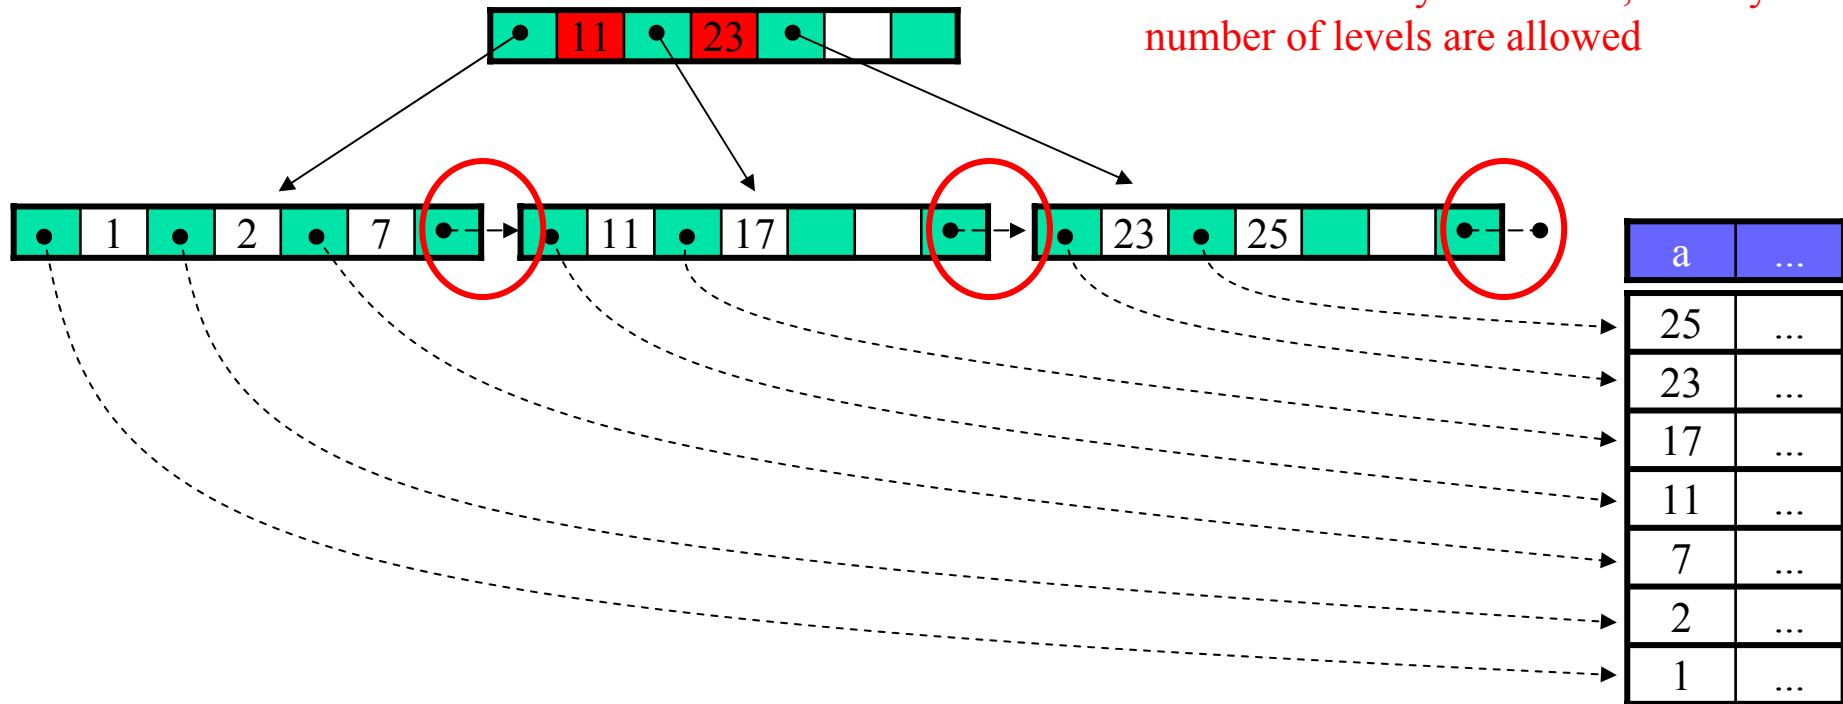 number of levels are allowed
11 23
1 2 7 11 17 23 25
a ...
25 ...
23 ...
17 ...
11 ...
7 ...
2 ...
1 ...